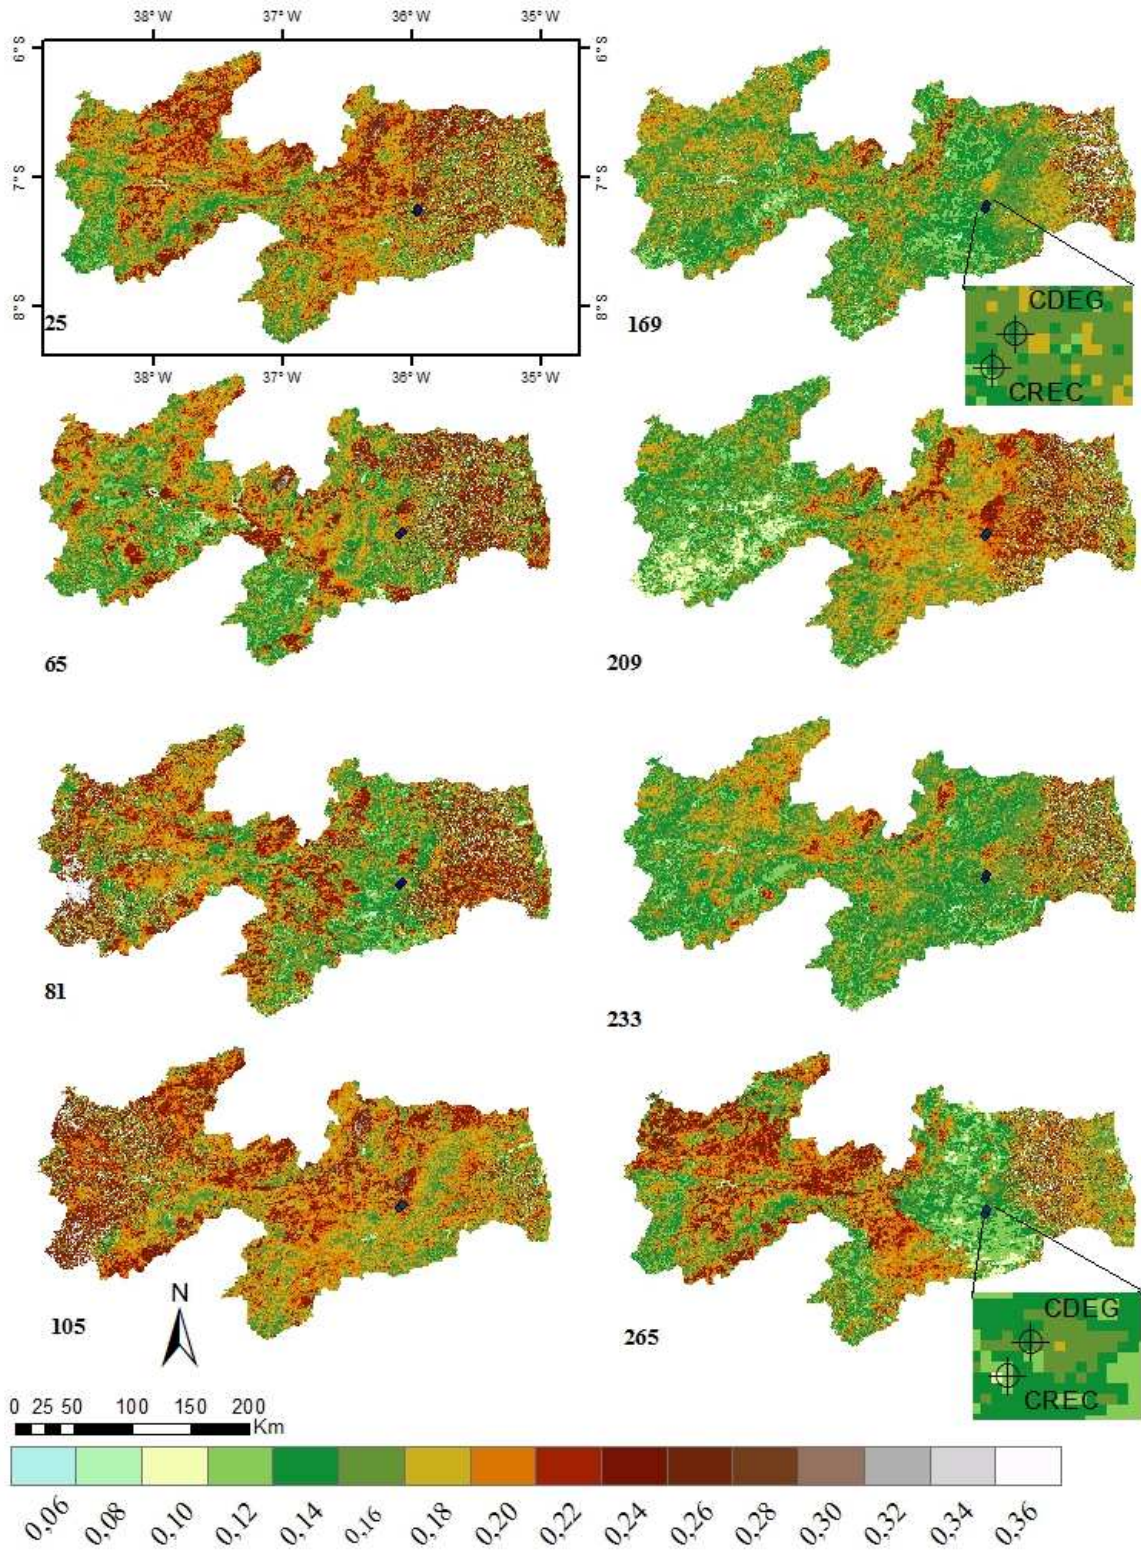 38°W 37°W 36°W 35°W
6°S 6°S
7°S 7°S
8°S 8°S
25 169
CDEG
CREC
38°W 37°W 36°W 35°W
65 209
81 233
105 265
N
CDEG
CREC
0 25 50 100 150 200
Km
0,06 0,08 0,10 0,12 0,14 0,16 0,18 0,20 0,22 0,24 0,26 0,28 0,30 0,32 0,34 0,36